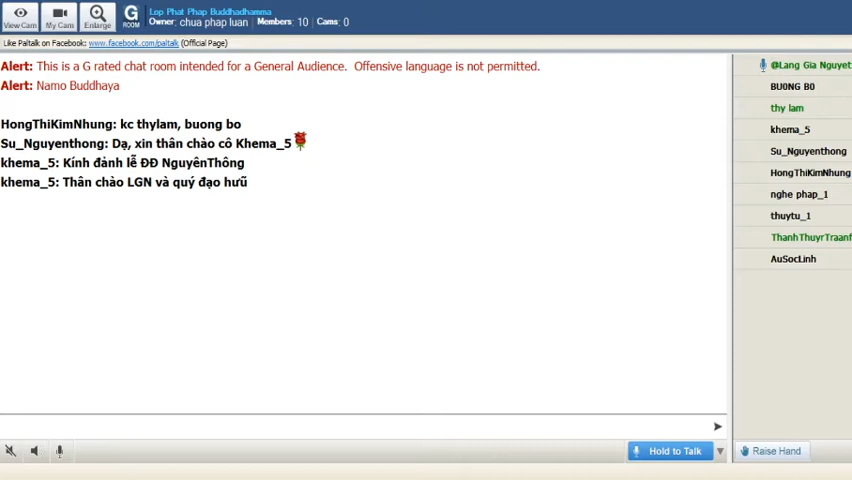 Lop Phat Phap Buddhadhamma
Owner: chua phap luan Members: 10 Cams: 0
View Cam
My Cam
Enlarge
G
ROOM
Like Paltalk on Facebook: www.facebook.com/paltalk (Official Page)
Alert: This is a G rated chat room intended for a General Audience. Offensive language is not permitted.
Alert: Namo Buddhaya
HongThiKimNhung: kc thylam, buong bo
Su_Nguyenthong: Dạ, xin thân chào cô Khema_5
khema_5: Kính đảnh lễ ĐĐ NguyênThông
khema_5: Thân chào LGN và quý đạo hưũ
@Lang Gia Nguyet
BU0NG B0
thy lam
khema_5
Su_Nguyenthong
HongThiKimNhung
nghe phap_1
thuytu_1
ThanhThuyrTraanf
AuSocLinh
Hold to Talk
Raise Hand